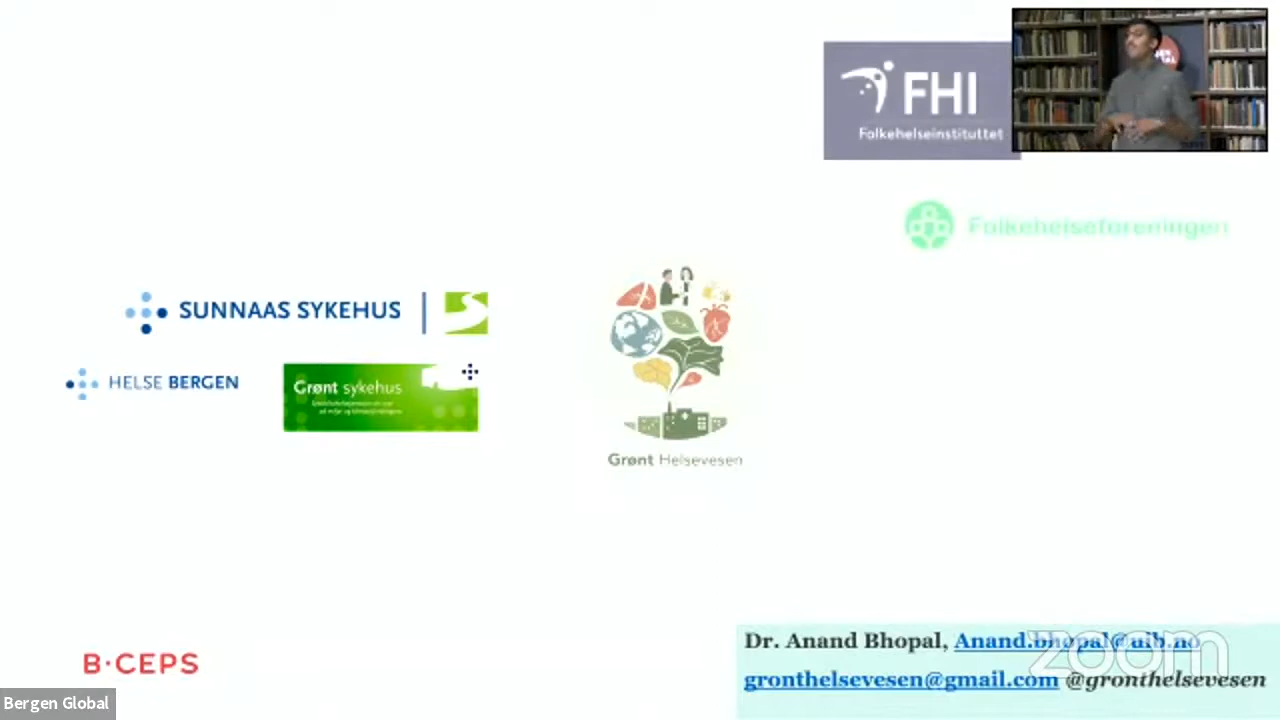 FHI
Folkehelseinstituttet
Folkehelseforeningen
SUNNAAS SYKEHUS
HELSE BERGEN
Grønt sykehus
Grønt Helsevesen
B·CEPS
Dr. Anand Bhopal, Anand.bhopal@uib.no
gronthelsevesen@gmail.com @gronthelsevesen
zoom
Bergen Global